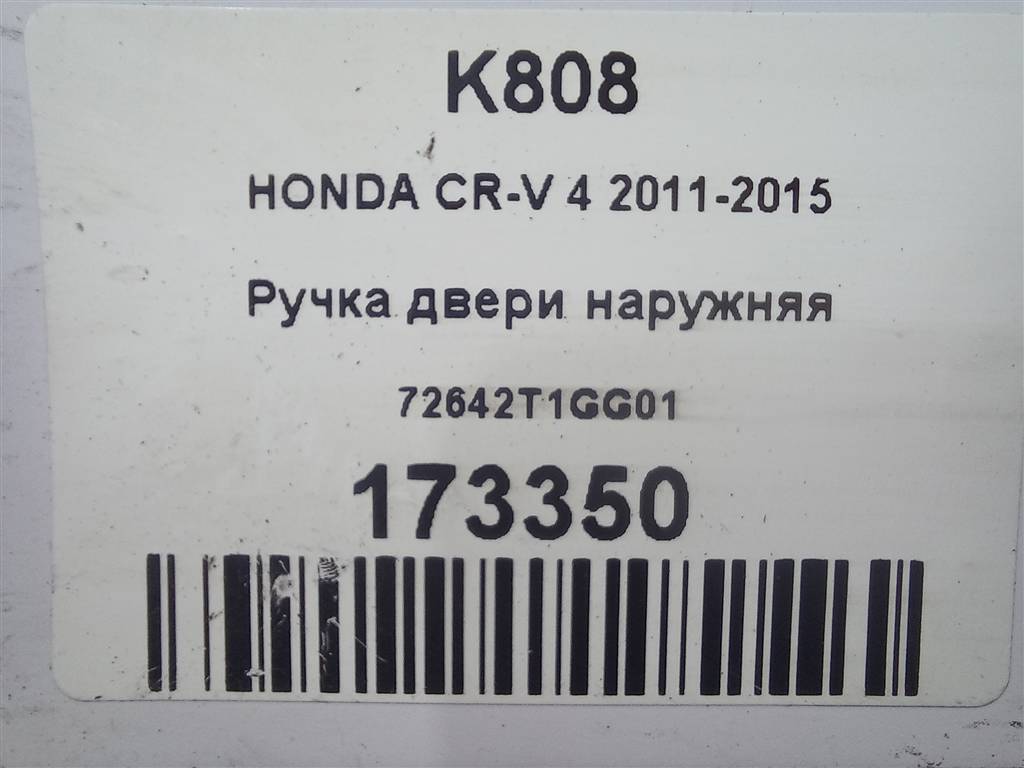 K808
HONDA CR-V 4 2011-2015
Ручка двери наружняя
72642T1GG01
173350